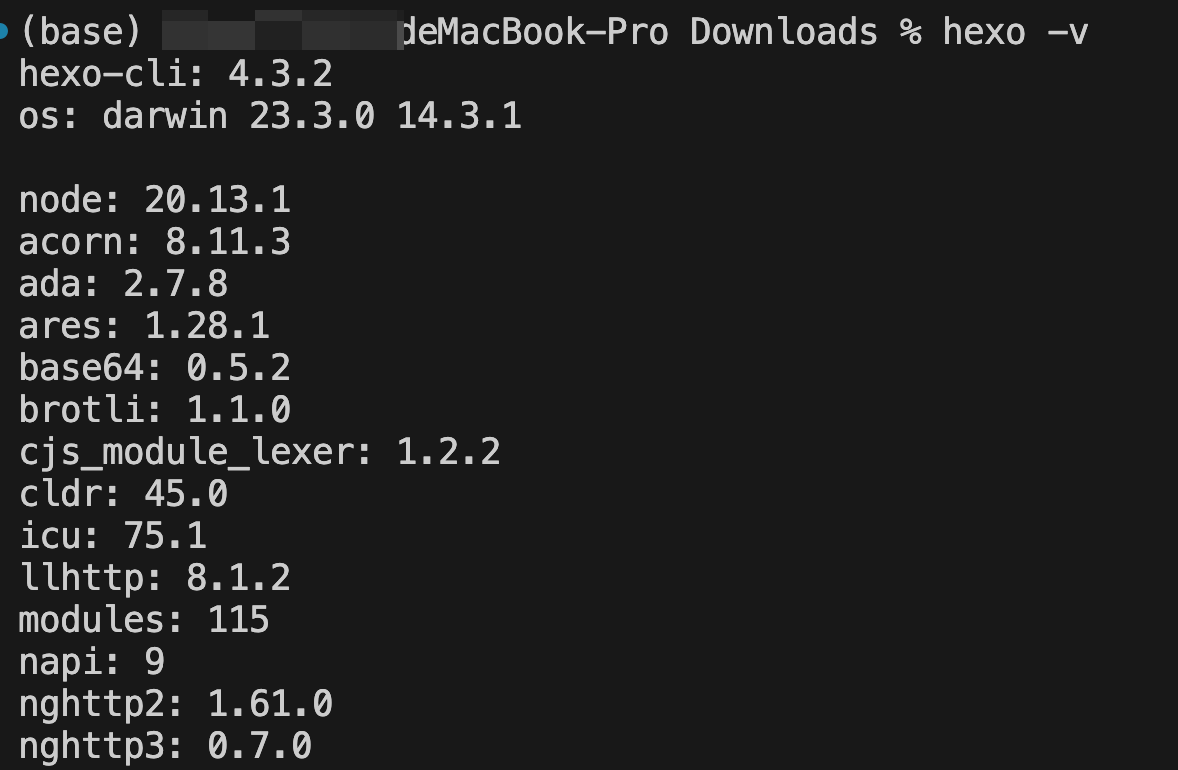 (base) deMacBook-Pro Downloads % hexo -v
hexo-cli: 4.3.2
os: darwin 23.3.0 14.3.1
node: 20.13.1
acorn: 8.11.3
ada: 2.7.8
ares: 1.28.1
base64: 0.5.2
brotli: 1.1.0
cjs_module_lexer: 1.2.2
cldr: 45.0
icu: 75.1
llhttp: 8.1.2
modules: 115
napi: 9
nghttp2: 1.61.0
nghttp3: 0.7.0